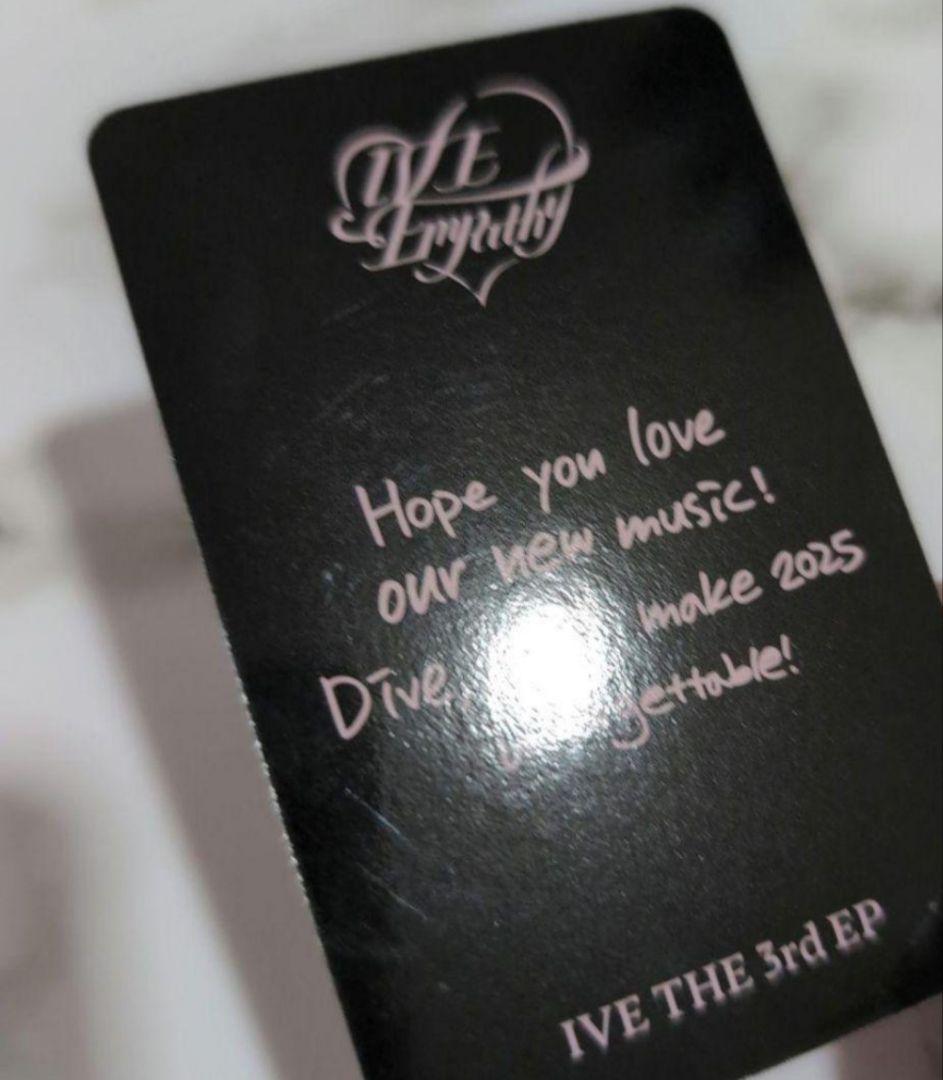 IVE
Empathy
Hope you love
our new music!
Dive, make 2025
gettable!
IVE THE 3rd EP